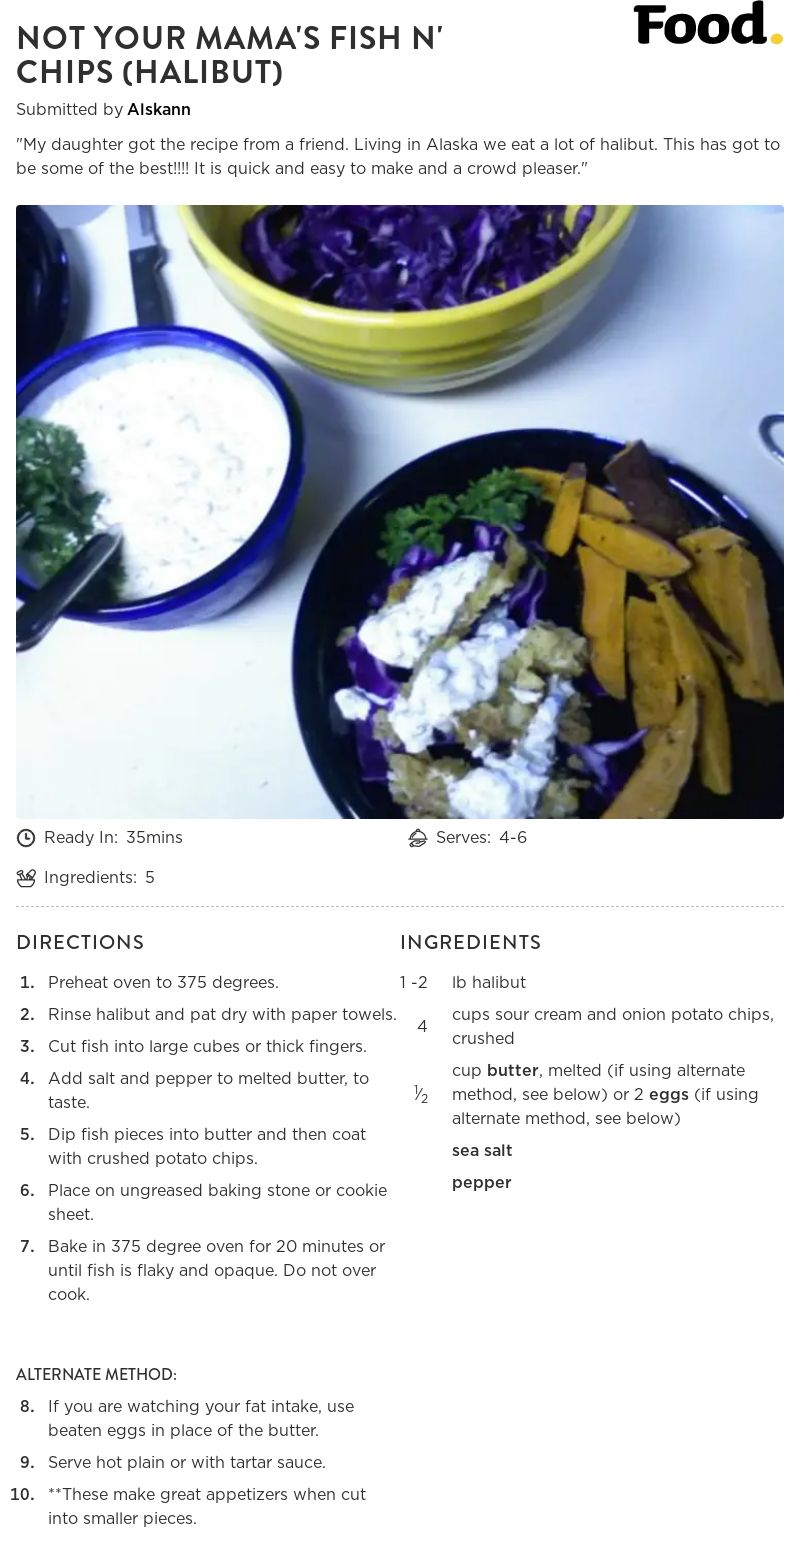 NOT YOUR MAMA'S FISH N'
CHIPS (HALIBUT)
Food.
Submitted by Alskann
"My daughter got the recipe from a friend. Living in Alaska we eat a lot of halibut. This has got to
be some of the best!!!! It is quick and easy to make and a crowd pleaser."
Ready In: 35mins
Serves: 4-6
Ingredients: 5
DIRECTIONS
1. Preheat oven to 375 degrees.
2. Rinse halibut and pat dry with paper towels.
3. Cut fish into large cubes or thick fingers.
4. Add salt and pepper to melted butter, to
taste.
5. Dip fish pieces into butter and then coat
with crushed potato chips.
6. Place on ungreased baking stone or cookie
sheet.
7. Bake in 375 degree oven for 20 minutes or
until fish is flaky and opaque. Do not over
cook.
ALTERNATE METHOD:
8. If you are watching your fat intake, use
beaten eggs in place of the butter.
9. Serve hot plain or with tartar sauce.
10. **These make great appetizers when cut
into smaller pieces.
INGREDIENTS
1 -2 lb halibut
4 cups sour cream and onion potato chips,
crushed
1⁄2 cup butter, melted (if using alternate
method, see below) or 2 eggs (if using
alternate method, see below)
sea salt
pepper